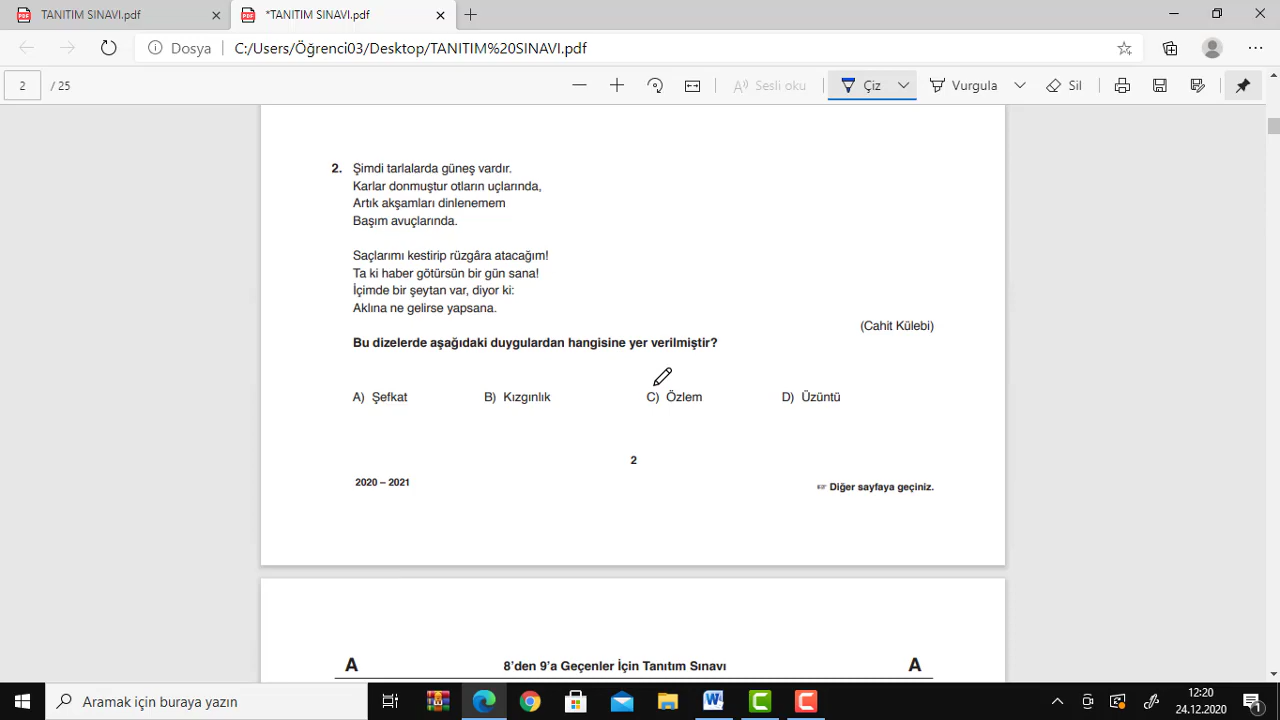 TANITIM SINAVI.pdf
*TANITIM SINAVI.pdf
Dosya
C:/Users/Öğrenci03/Desktop/TANITIM%20SINAVI.pdf
2 / 25
Sesli oku
Çiz
Vurgula
Sil
2. Şimdi tarlalarda güneş vardır.
Karlar donmuştur otların uçlarında,
Artık akşamları dinlenemem
Başım avuçlarında.
Saçlarımı kestirip rüzgâra atacağım!
Ta ki haber götürsün bir gün sana!
İçimde bir şeytan var, diyor ki:
Aklına ne gelirse yapsana.
(Cahit Külebi)
Bu dizelerde aşağıdaki duygulardan hangisine yer verilmiştir?
A) Şefkat B) Kızgınlık C) Özlem D) Üzüntü
2
2020 – 2021
☞ Diğer sayfaya geçiniz.
A 8’den 9’a Geçenler İçin Tanıtım Sınavı A
Aramak için buraya yazın
12:20
24.12.2020
1